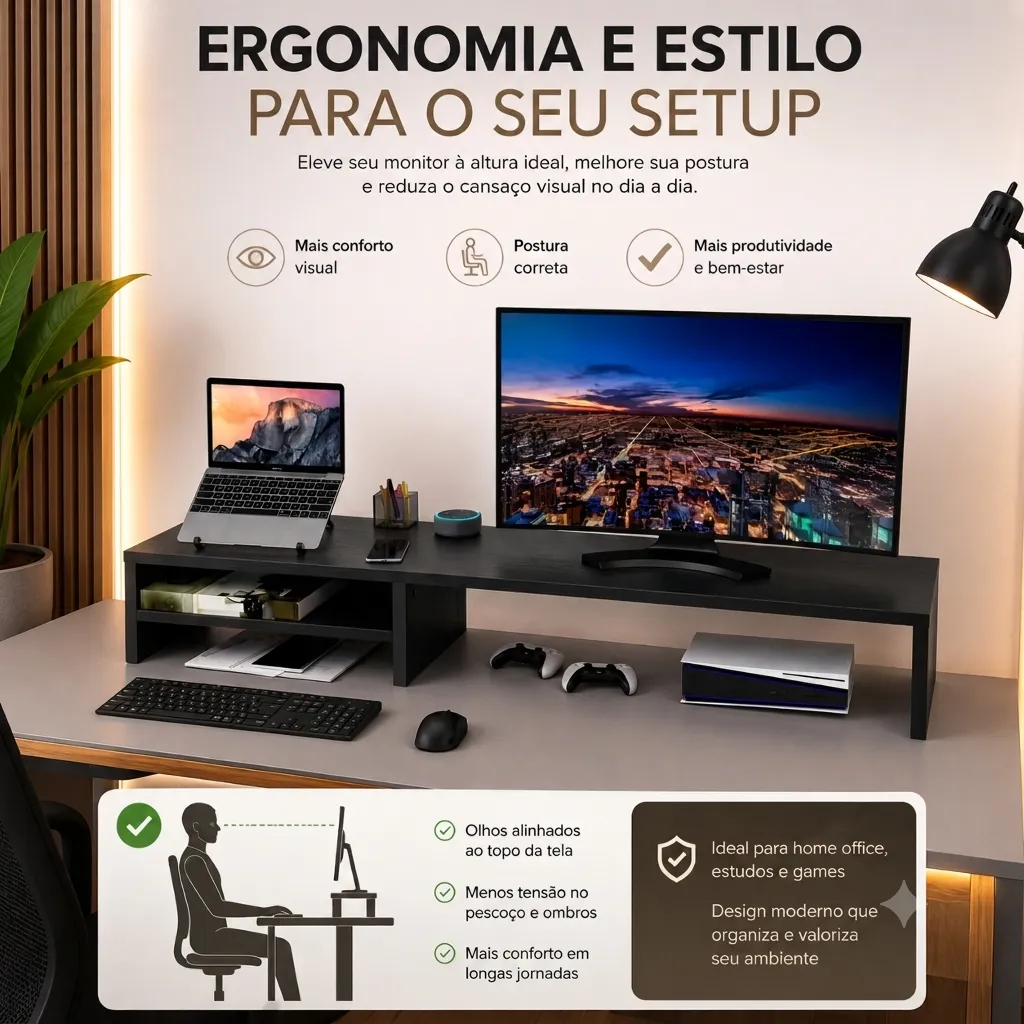 ERGONOMIA E ESTILO
PARA O SEU SETUP
Eleve seu monitor à altura ideal, melhore sua postura
e reduza o cansaço visual no dia a dia.
Mais conforto
visual
Postura
correta
Mais produtividade
e bem-estar
Olhos alinhados
ao topo da tela
Menos tensão no
pescoço e ombros
Mais conforto em
longas jornadas
Ideal para home office,
estudos e games
Design moderno que
organiza e valoriza
seu ambiente